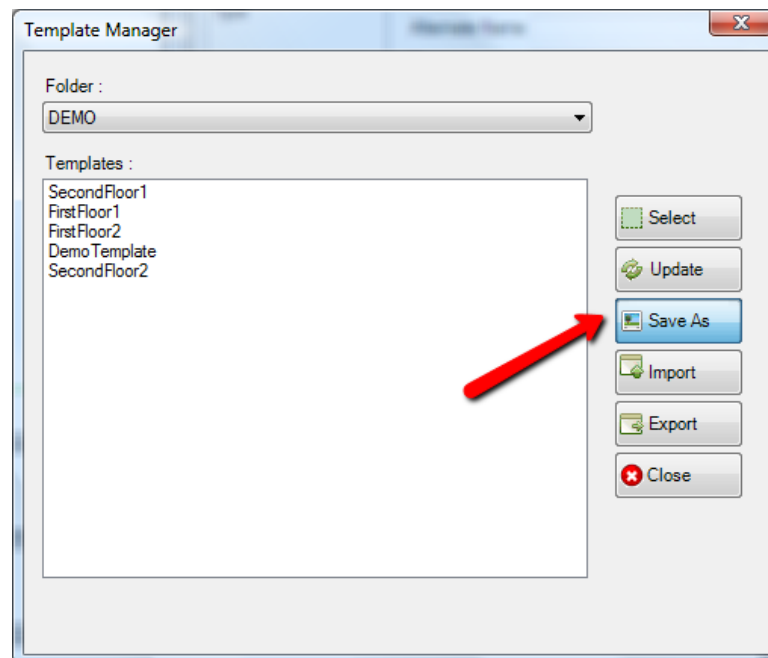 Template Manager
Folder :
DEMO
Templates :
SecondFloor1
FirstFloor1
FirstFloor2
DemoTemplate
SecondFloor2
Select
Update
Save As
Import
Export
Close